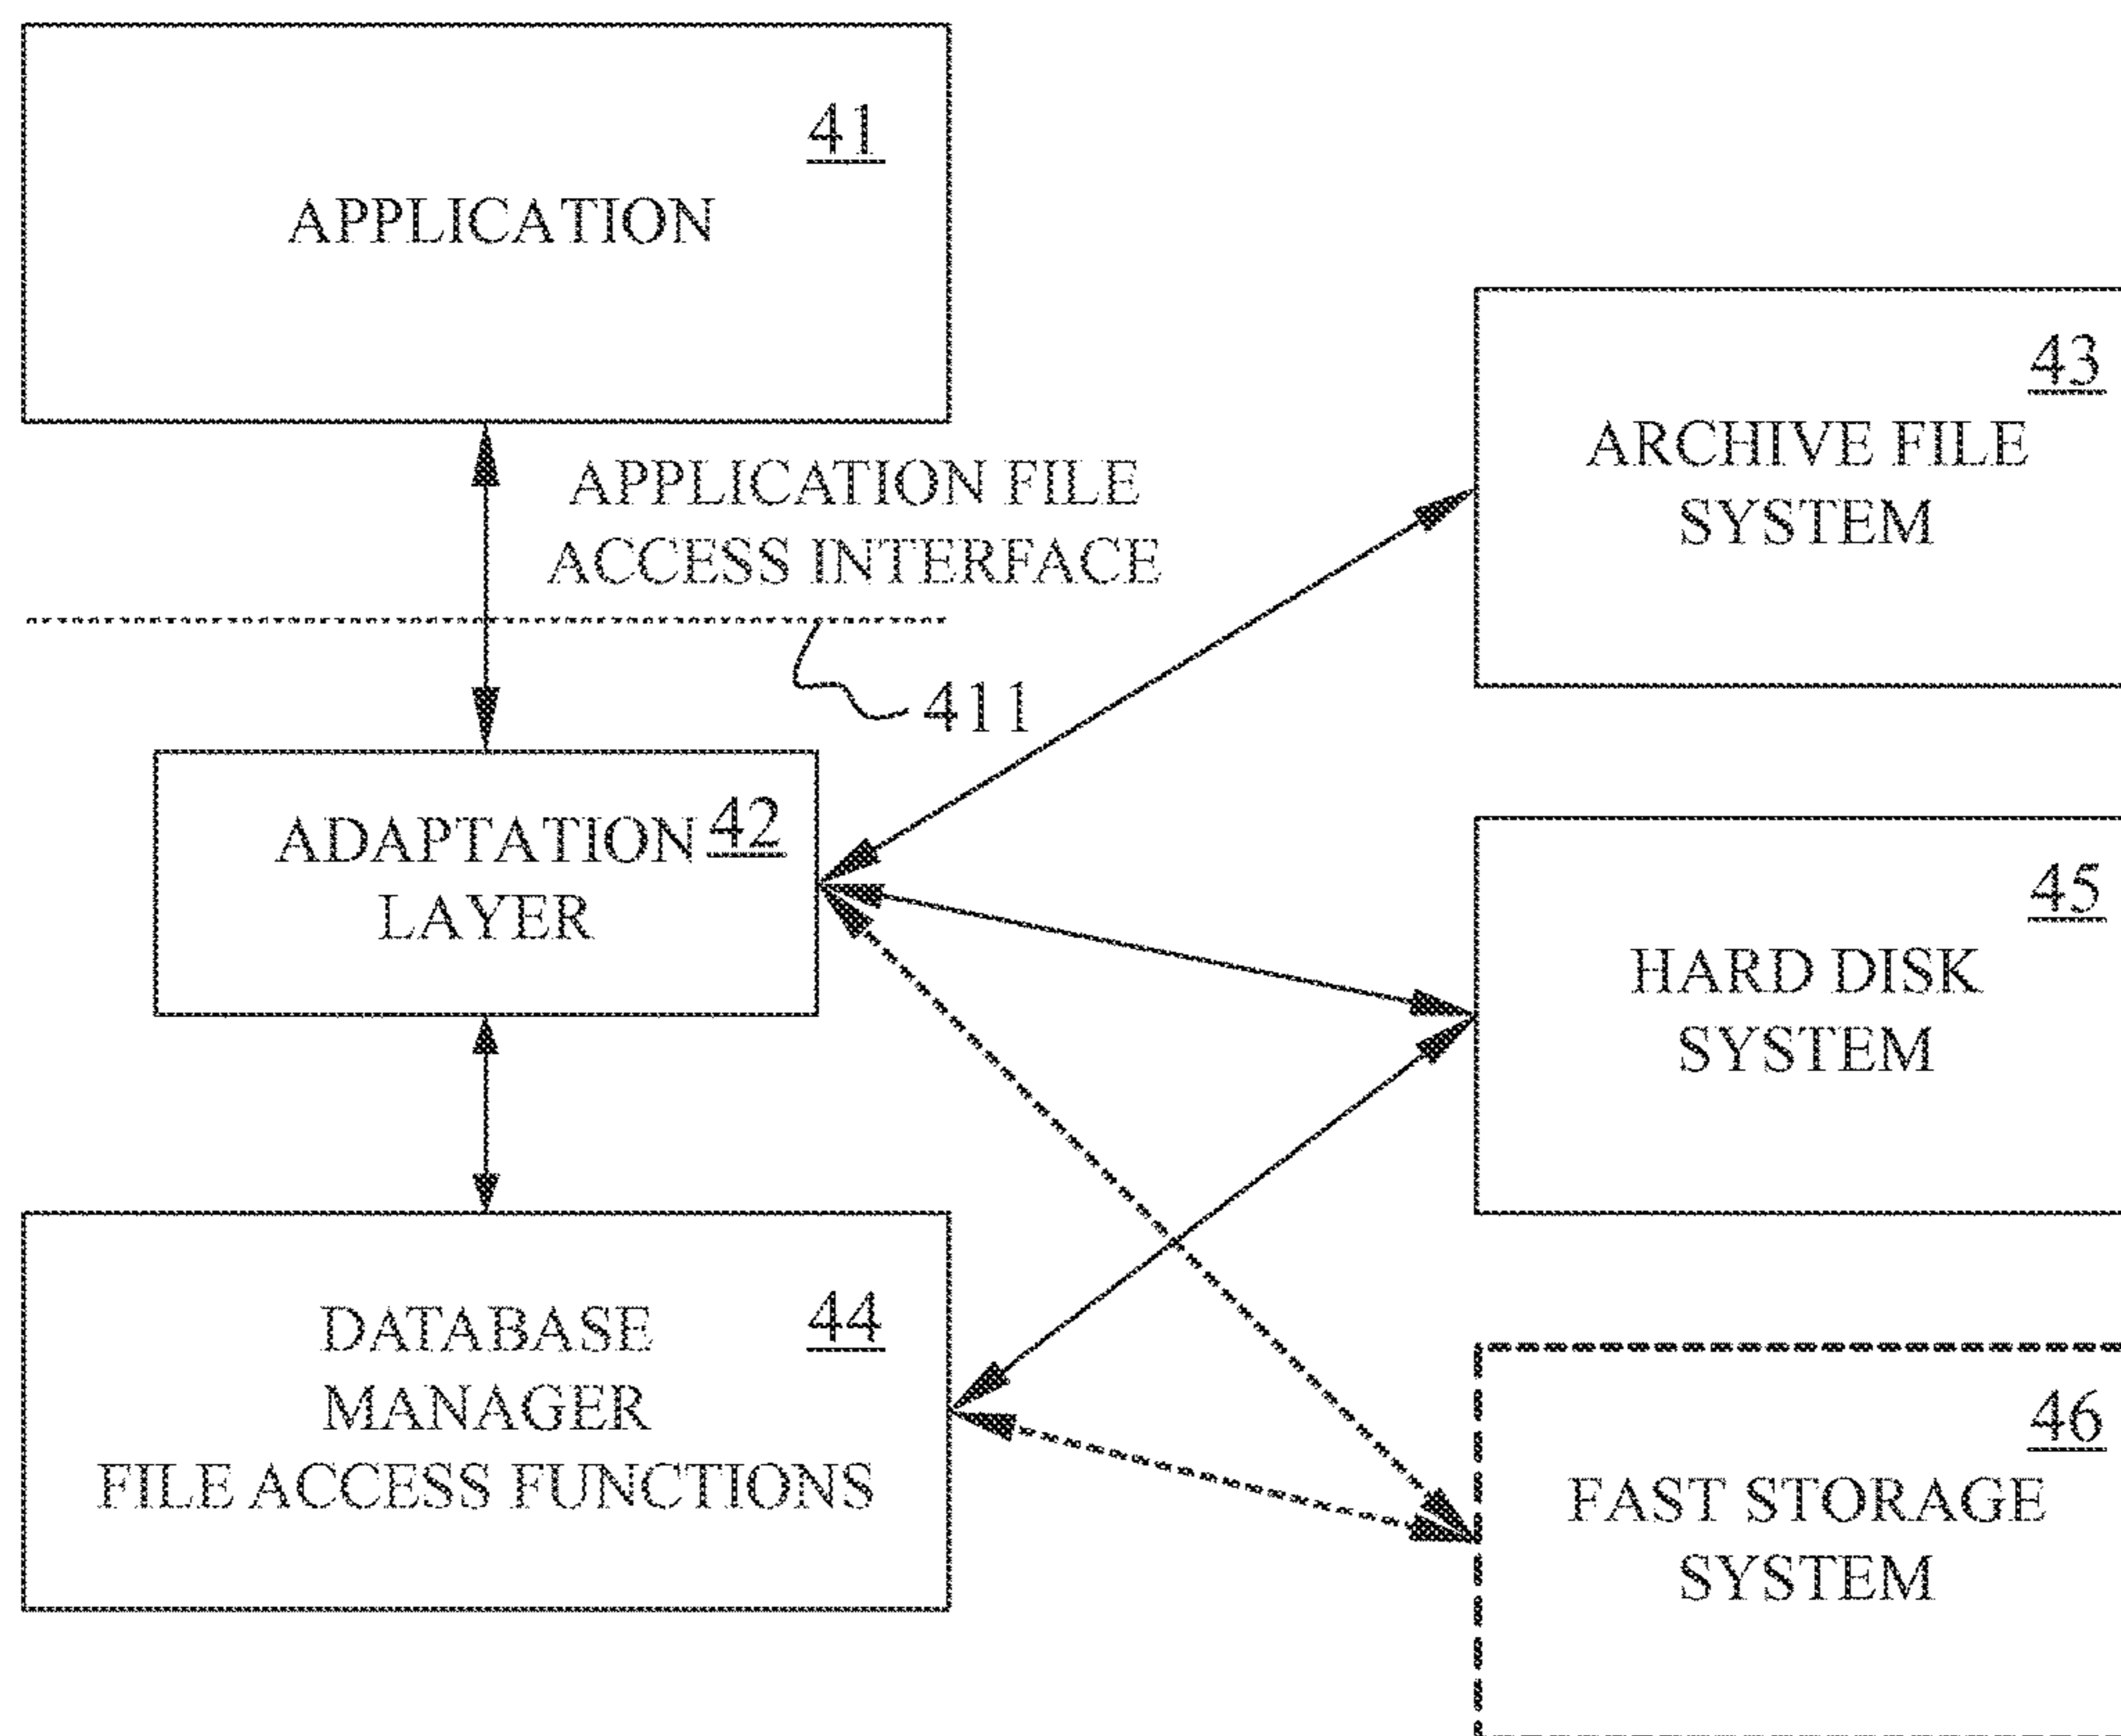 41
APPLICATION
APPLICATION FILE
ACCESS INTERFACE
411
43
ARCHIVE FILE
SYSTEM
ADAPTATION 42
LAYER
45
HARD DISK
SYSTEM
44
DATABASE
MANAGER
FILE ACCESS FUNCTIONS
46
FAST STORAGE
SYSTEM